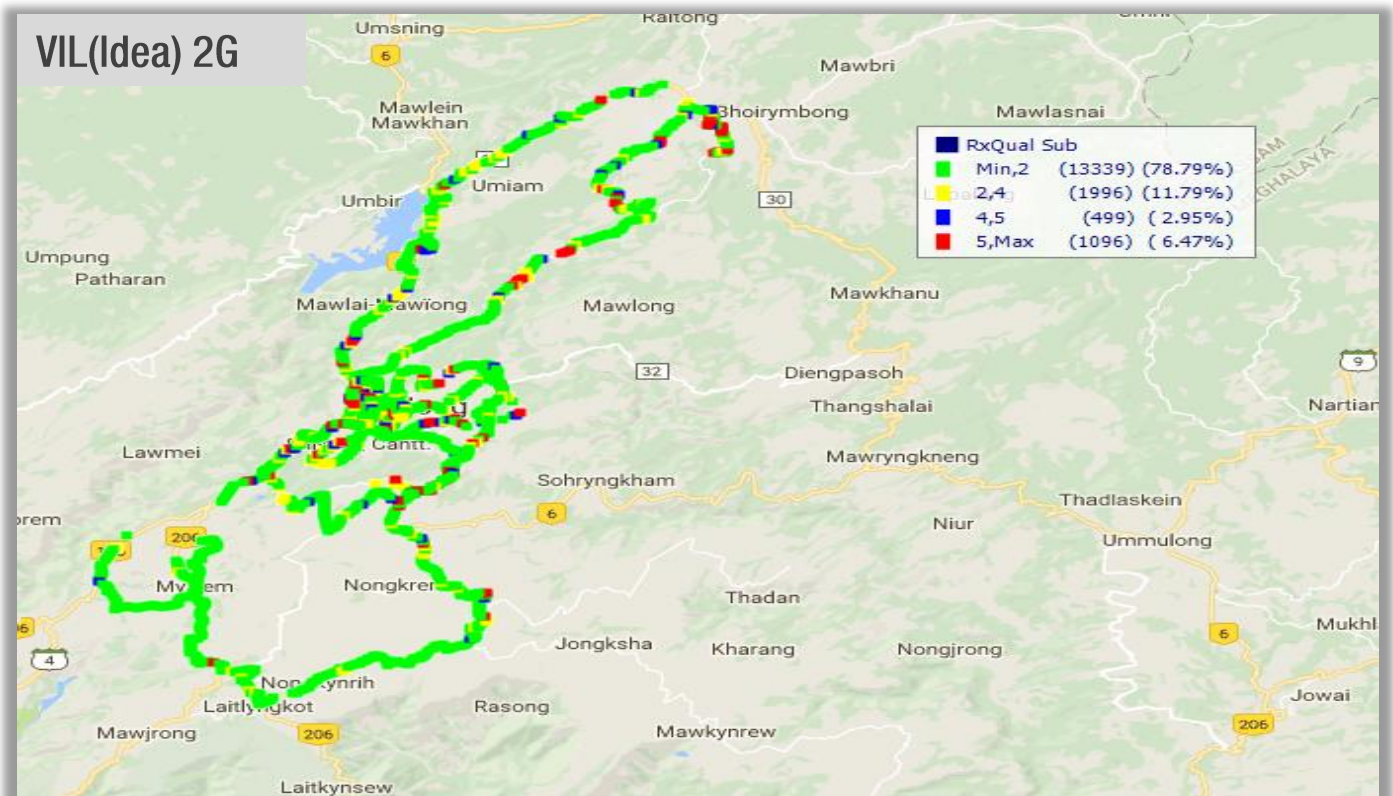 VIL(Idea) 2G
Umsning
6
Raitong
Mawbri
Mawlein
Mawkhan
Bhoirymbong
Mawlasnai
RxQual Sub
Min,2 (13339) (78.79%)
2,4 (1996) (11.79%)
4,5 (499) ( 2.95%)
5,Max (1096) ( 6.47%)
MEGHALAYA
Umiam
Umbir
30
Umpung
Patharan
Mawlong
Mawkhanu
32
Diengpasoh
9
Thangshalai
Nartian
Lawmei
Cantt.
Mawryngkneng
Sohryngkham
6
Thadlaskein
Niur
Ummulong
206
Nongkrem
Thadan
6
Mukhl
4
Jongksha
Kharang
Nongjrong
Laitlyngkot
Rasong
Jowai
Mawjrong
206
Mawkynrew
206
Laitkynsew